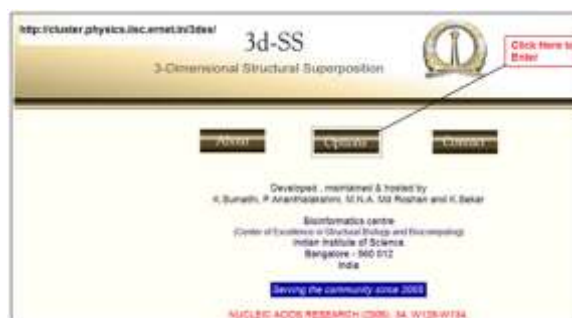 http://cluster.physics.iisc.ernet.in/3dss/
3d-SS
3-Dimensional Structural Superposition
Click Here to
Enter
About
Options
Contact
Developed , maintained & hosted by
K.Sumathi, P Ananthalakshmi, M.N.A. Md Roshan and K.Sekar
Bioinformatics centre
(Center of Excellence in Structural Biology and Biocomputing)
Indian Institute of Science
Bangalore - 560 012
India
Serving the community since 2005
NUCLEIC ACIDS RESEARCH (2006), 34, W128-W134